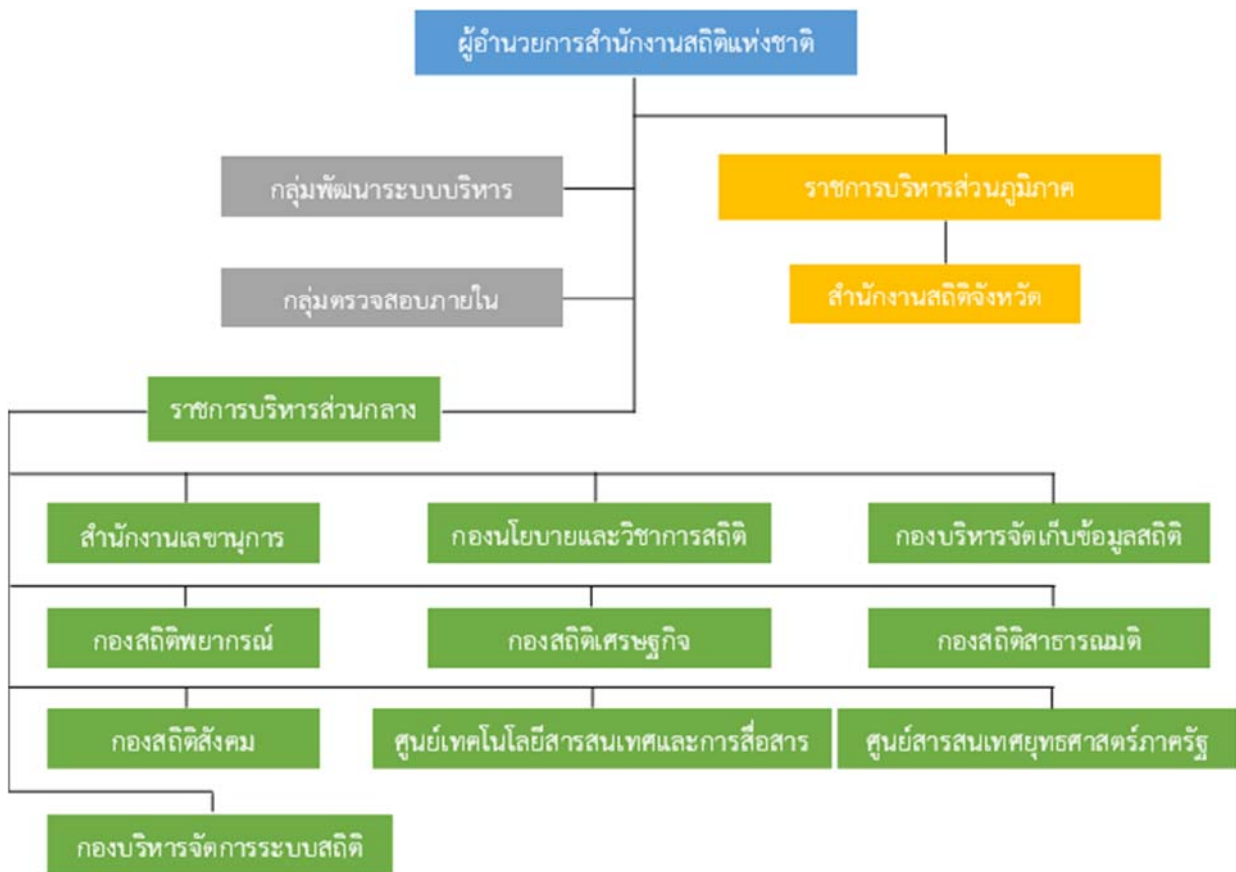 ผู้อำนวยการสำนักงานสถิติแห่งชาติ
กลุ่มพัฒนาระบบบริหาร
ราชการบริหารส่วนภูมิภาค
กลุ่มตรวจสอบภายใน
สำนักงานสถิติจังหวัด
ราชการบริหารส่วนกลาง
สำนักงานเลขานุการ
กองนโยบายและวิชาการสถิติ
กองบริหารจัดเก็บข้อมูลสถิติ
กองสถิติพยากรณ์
กองสถิติเศรษฐกิจ
กองสถิติสาธารณมติ
กองสถิติสังคม
ศูนย์เทคโนโลยีสารสนเทศและการสื่อสาร
ศูนย์สารสนเทศยุทธศาสตร์ภาครัฐ
กองบริหารจัดการระบบสถิติ